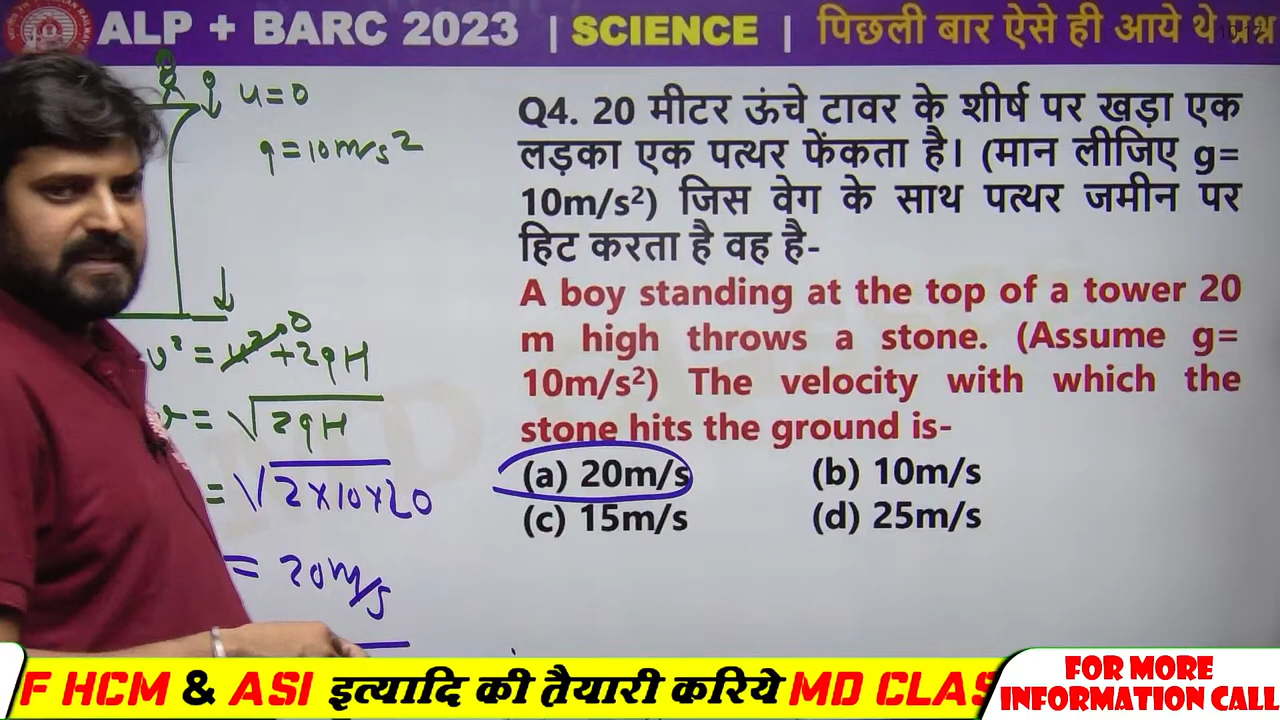 ALP + BARC 2023 | SCIENCE | पिछली बार ऐसे ही आये थे प्रश्न
u=0
g=10m/s²
Q4. 20 मीटर ऊंचे टावर के शीर्ष पर खड़ा एक
लड़का एक पत्थर फेंकता है। (मान लीजिए g=
10m/s²) जिस वेग के साथ पत्थर जमीन पर
हिट करता है वह है-
A boy standing at the top of a tower 20
m high throws a stone. (Assume g=
10m/s²) The velocity with which the
stone hits the ground is-
(a) 20m/s (b) 10m/s
(c) 15m/s (d) 25m/s
0
v² = u² + 2gH
v = √2gH
= √2×10×20
= 20m/s
F HCM & ASI इत्यादि की तैयारी करिये MD CLAS
FOR MORE
INFORMATION CALL